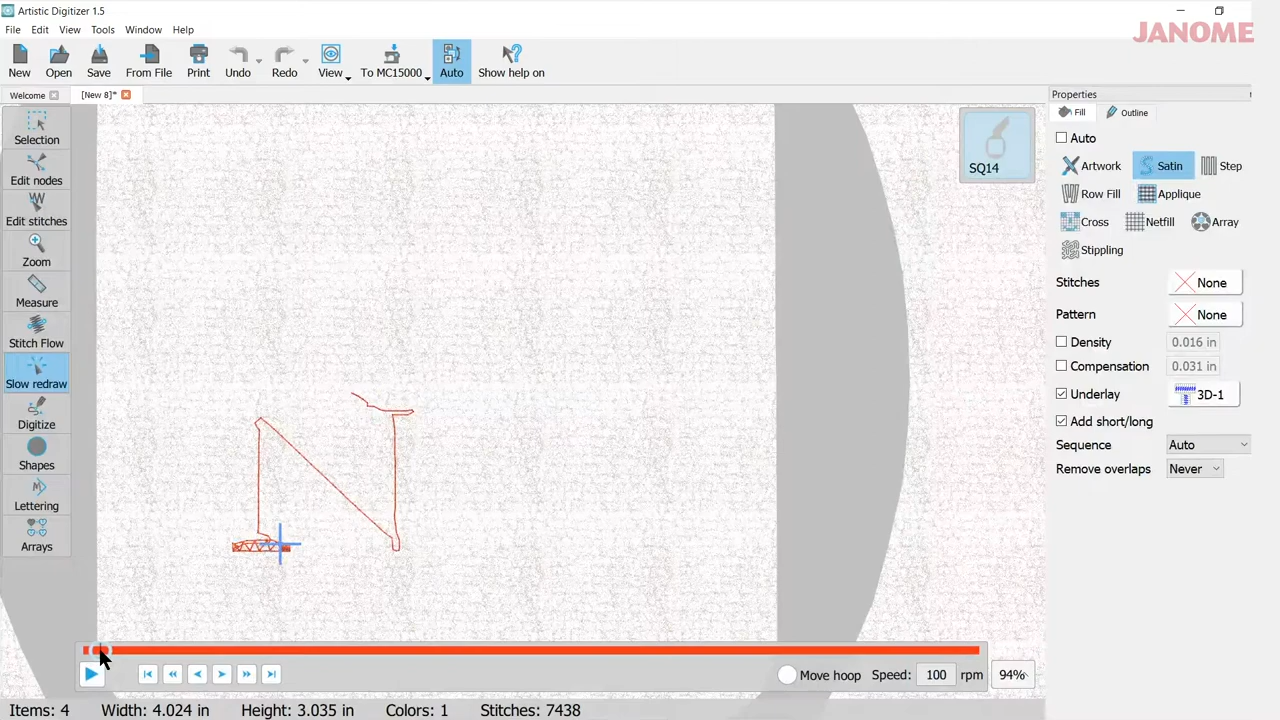 Artistic Digitizer 1.5
File Edit View Tools Window Help
JANOME
New Open Save From File Print Undo Redo View To MC15000 Auto Show help on
Welcome [New 8]*
Properties
Fill Outline
Selection
Edit nodes
Edit stitches
Zoom
Measure
Stitch Flow
Slow redraw
Digitize
Shapes
Lettering
Arrays
SQ14
Auto
Artwork Satin Step
Row Fill Applique
Cross Netfill Array
Stippling
Stitches None
Pattern None
Density 0.016 in
Compensation 0.031 in
Underlay 3D-1
Add short/long
Sequence Auto
Remove overlaps Never
Move hoop Speed: 100 rpm 94%
Items: 4 Width: 4.024 in Height: 3.035 in Colors: 1 Stitches: 7438